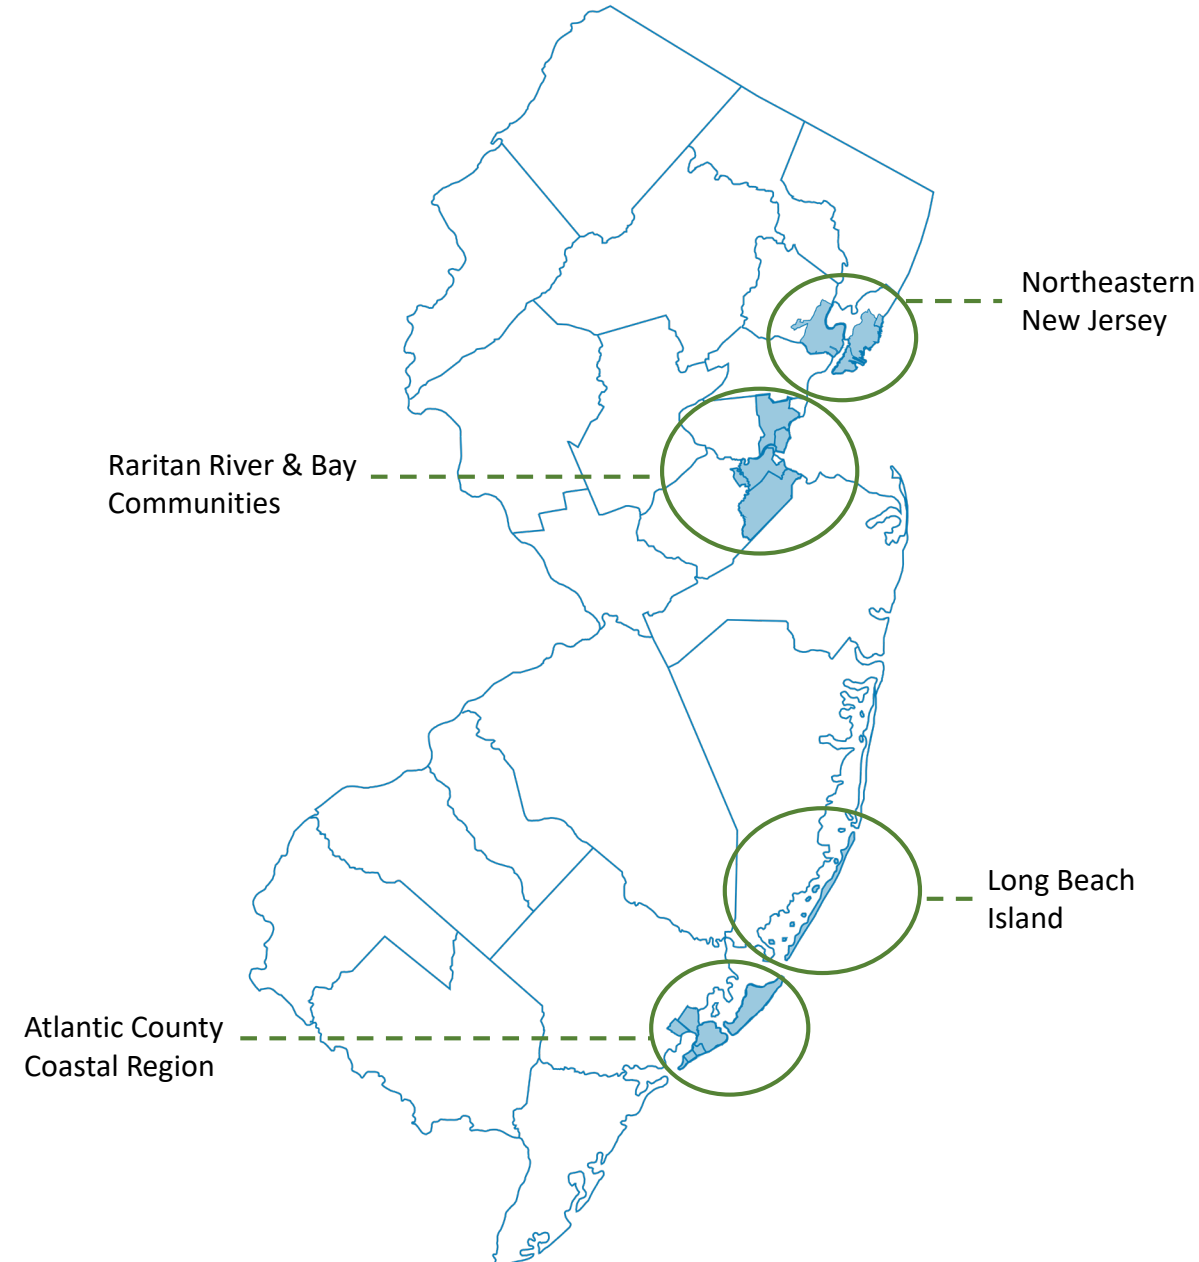 Northeastern
New Jersey
Raritan River & Bay
Communities
Long Beach
Island
Atlantic County
Coastal Region